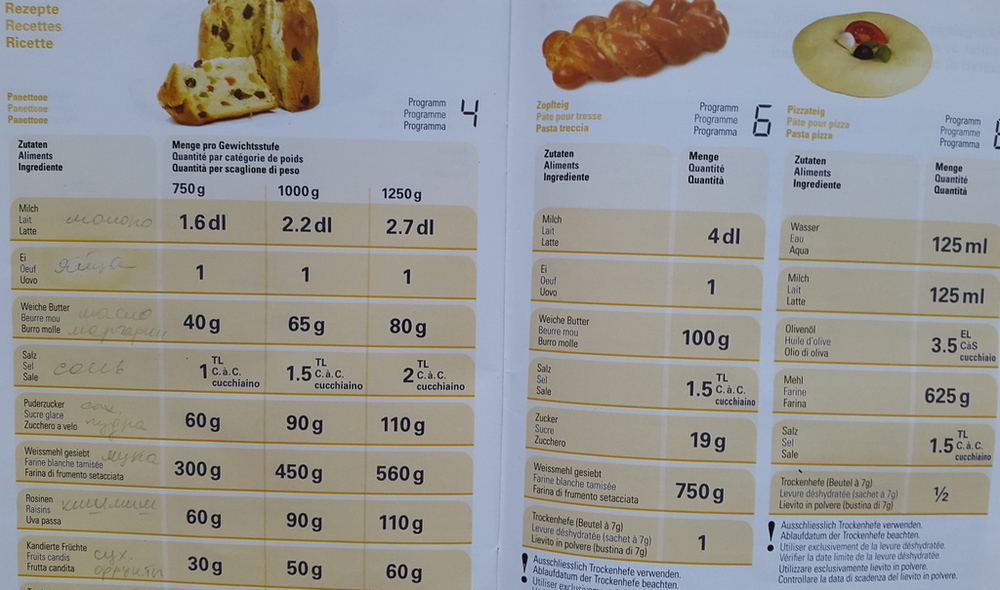 Rezepte
Recettes
Ricette
Panettone
Panettone
Panettone
Programm
Programme
Programma
4
Zutaten
Aliments
Ingrediente
Menge pro Gewichtsstufe
Quantité par catégorie de poids
Quantità per scaglione di peso
750 g 1000 g 1250 g
Milch
Lait
Latte
молоко
1.6 dl 2.2 dl 2.7 dl
Ei
Oeuf
Uovo
яйца
1 1 1
Weiche Butter
Beurre mou
Burro molle
масло
маргарин
40 g 65 g 80 g
Salz
Sel
Sale
соль
1 TL C.à.C. cucchiaino 1.5 TL C.à.C. cucchiaino 2 TL C.à.C. cucchiaino
Puderzucker
Sucre glace
Zucchero a velo
сах.
пудра
60 g 90 g 110 g
Weissmehl gesiebt
Farine blanche tamisée
Farina di frumento setacciata
мука
300 g 450 g 560 g
Rosinen
Raisins
Uva passa
кишмиш
60 g 90 g 110 g
Kandierte Früchte
Fruits candis
Frutta candita
сух.
фрукты
30 g 50 g 60 g
Zopfteig
Pâte pour tresse
Pasta treccia
Programm
Programme
Programma
6
Zutaten
Aliments
Ingrediente
Menge
Quantité
Quantità
Milch
Lait
Latte
4 dl
Ei
Oeuf
Uovo
1
Weiche Butter
Beurre mou
Burro molle
100 g
Salz
Sel
Sale
1.5 TL C.à.C. cucchiaino
Zucker
Sucre
Zucchero
19 g
Weissmehl gesiebt
Farine blanche tamisée
Farina di frumento setacciata
750 g
Trockenhefe (Beutel à 7g)
Levure déshydratée (sachet à 7g)
Lievito in polvere (bustina di 7g)
1
! Ausschliesslich Trockenhefe verwenden.
Ablaufdatum der Trockenhefe beachten.
Utiliser exclusivement de la levure
Pizzateig
Pâte pour pizza
Pasta pizza
Programm
Programme
Programma
Zutaten
Aliments
Ingrediente
Menge
Quantité
Quantità
Wasser
Eau
Aqua
125 ml
Milch
Lait
Latte
125 ml
Olivenöl
Huile d'olive
Olio di oliva
3.5 EL CàS cucchiaio
Mehl
Farine
Farina
625 g
Salz
Sel
Sale
1.5 TL C.à.C. cucchiaino
Trockenhefe (Beutel à 7g)
Levure déshydratée (sachet à 7g)
Lievito in polvere (bustina di 7g)
½
! Ausschliesslich Trockenhefe verwenden.
Ablaufdatum der Trockenhefe beachten.
Utiliser exclusivement de la levure déshydratée.
Vérifier la date limite de la levure déshydratée.
Utilizzare esclusivamente lievito in polvere.
Controllare la data di scadenza del lievito in polvere.